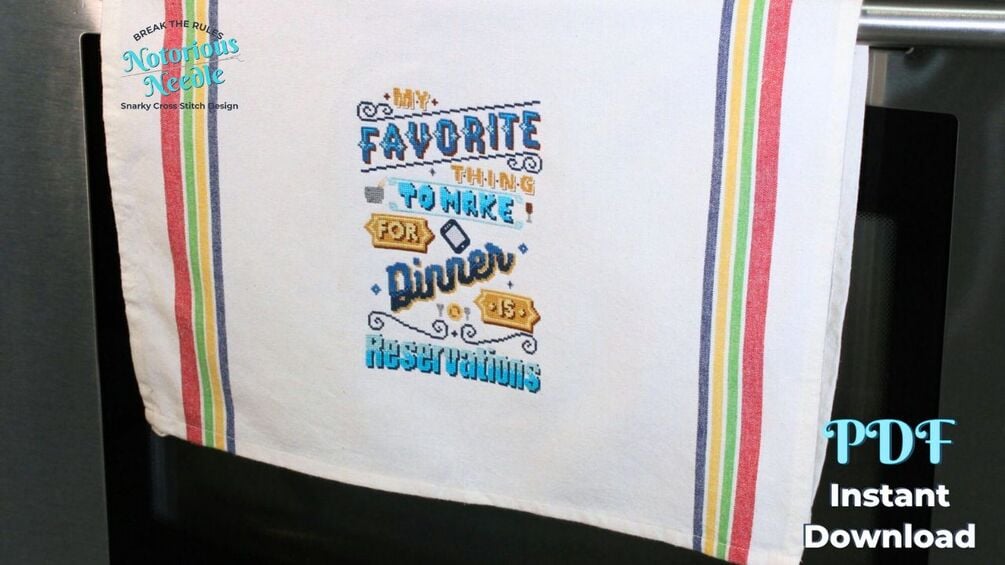 BREAK THE RULES
Notorious
Needle
Snarky Cross Stitch Design
MY
FAVORITE
THING
TO MAKE
FOR
Dinner
IS
Reservations
PDF
Instant
Download